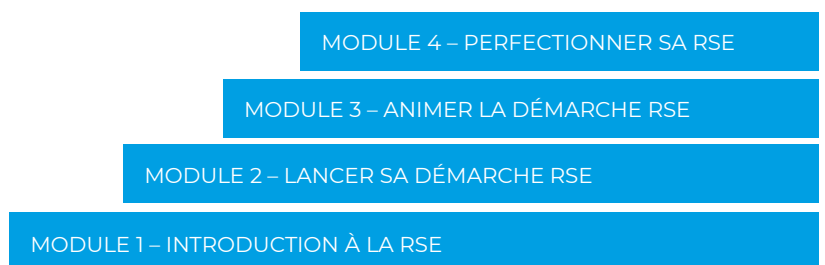 MODULE 4 – PERFECTIONNER SA RSE
MODULE 3 – ANIMER LA DÉMARCHE RSE
MODULE 2 – LANCER SA DÉMARCHE RSE
MODULE 1 – INTRODUCTION À LA RSE